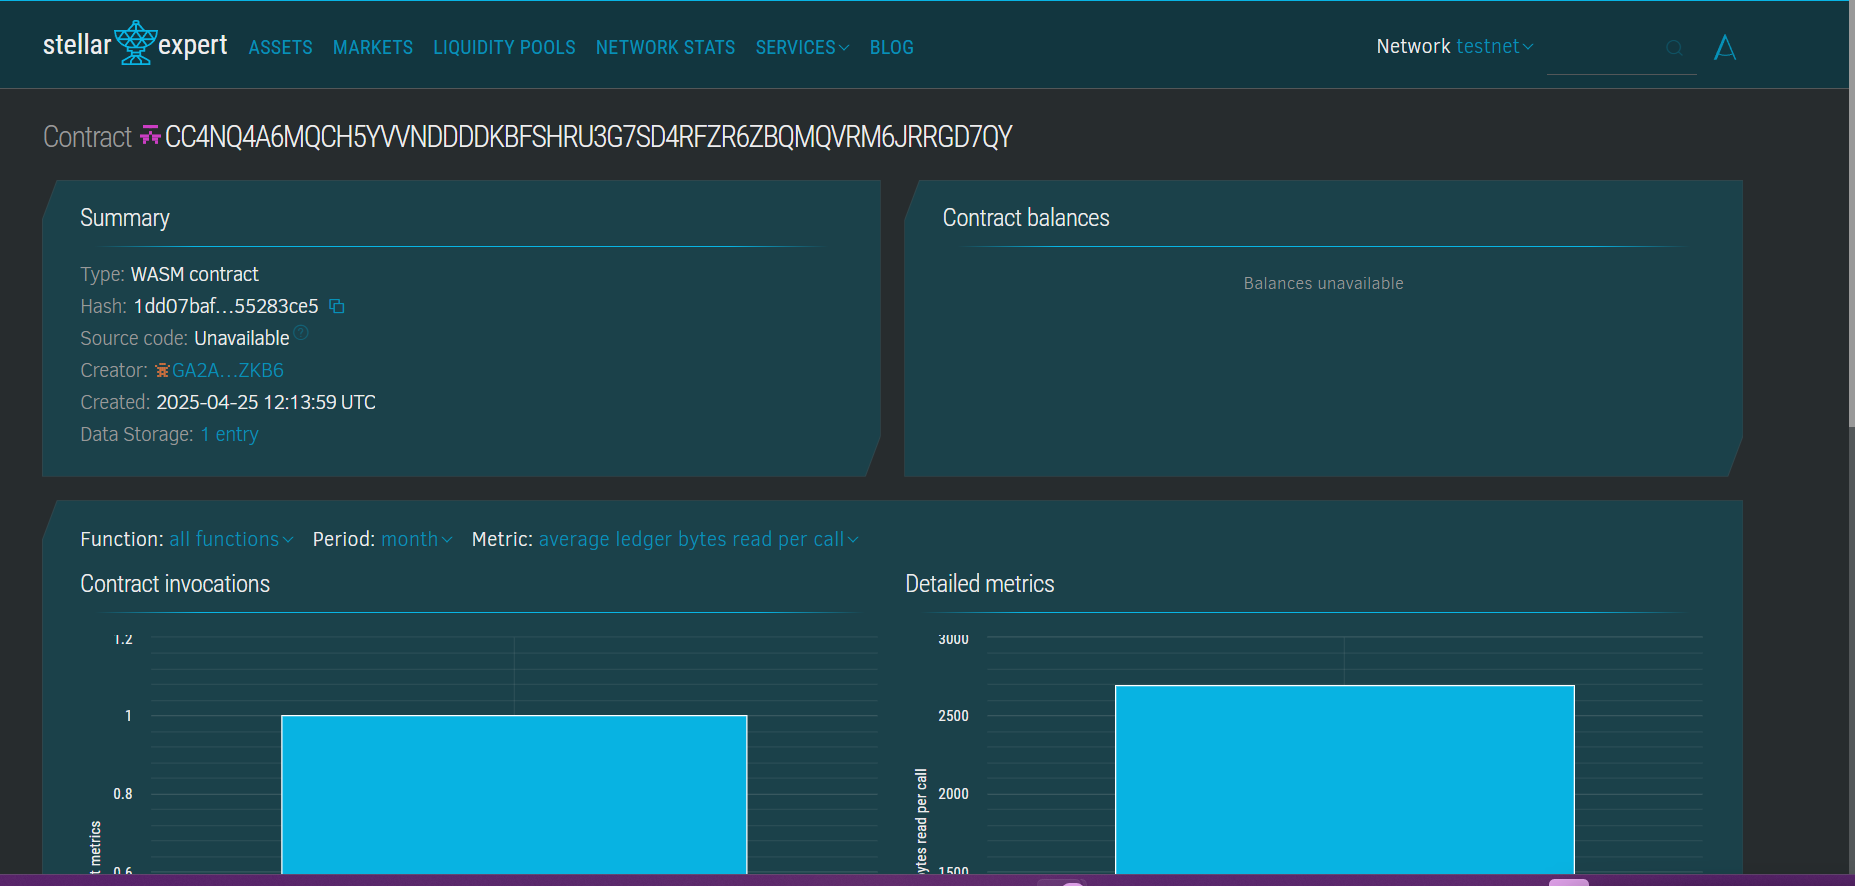 stellar expert ASSETS MARKETS LIQUIDITY POOLS NETWORK STATS SERVICES BLOG Network testnet
Contract CC4NQ4A6MQCH5YVVNDDDDKBFSHRU3G7SD4RFZR6ZBQMQVRM6JRRGD7QY
Summary
Type: WASM contract
Hash: 1dd07baf...55283ce5
Source code: Unavailable
Creator: GA2A...ZKB6
Created: 2025-04-25 12:13:59 UTC
Data Storage: 1 entry
Contract balances
Balances unavailable
Function: all functions Period: month Metric: average ledger bytes read per call
Contract invocations
1.2
1
0.8
0.6
t metrics
Detailed metrics
3000
2500
2000
1500
ytes read per call